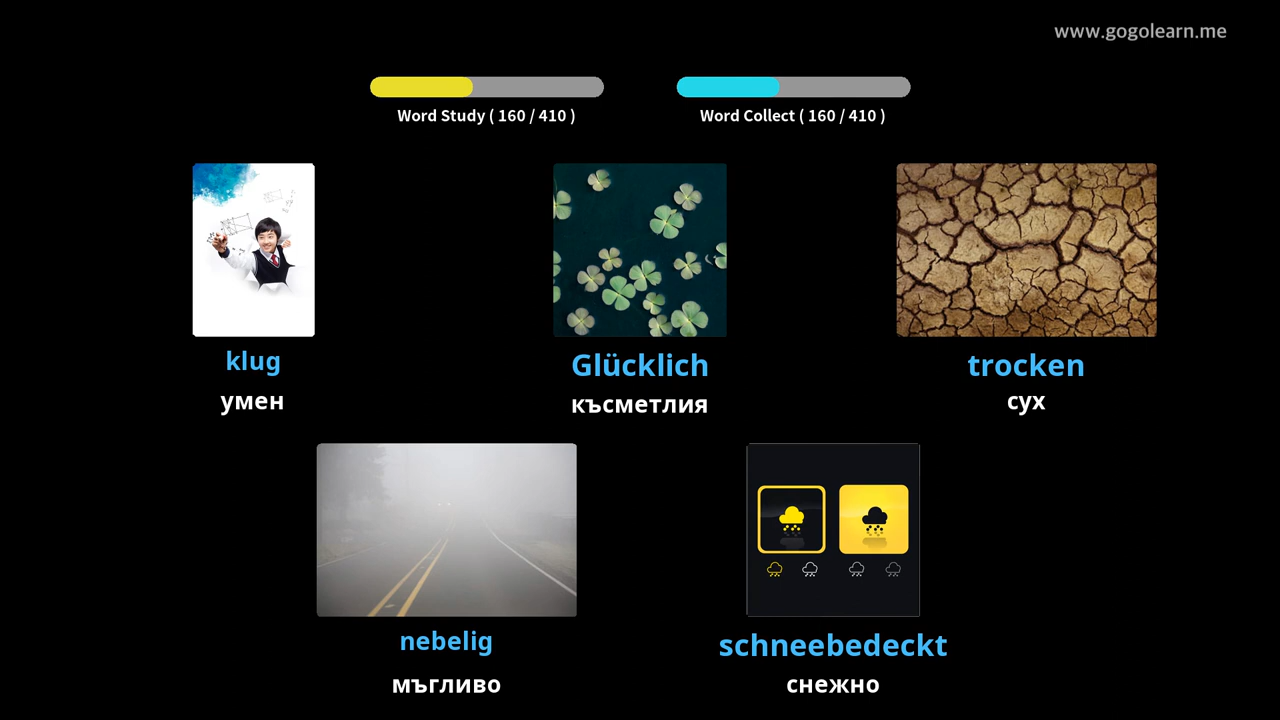 www.gogolearn.me
Word Study ( 160 / 410 )
Word Collect ( 160 / 410 )
klug
умен
Glücklich
късметлия
trocken
сух
nebelig
мъгливо
schneebedeckt
снежно